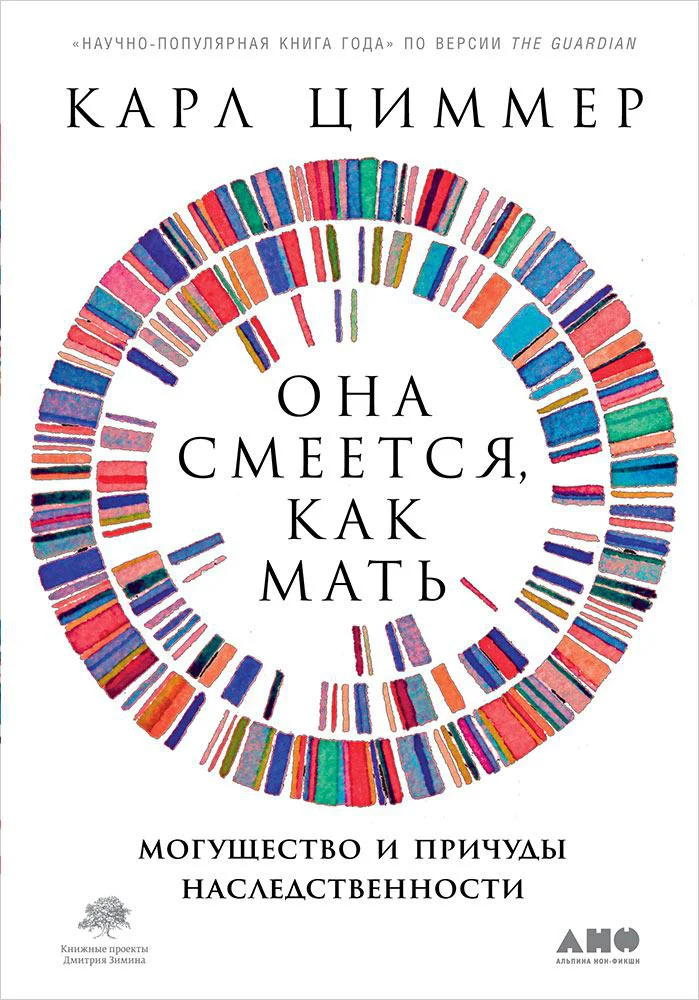 «НАУЧНО-ПОПУЛЯРНАЯ КНИГА ГОДА» ПО ВЕРСИИ THE GUARDIAN
КАРЛ ЦИММЕР
ОНА
СМЕЕТСЯ,
КАК
МАТЬ
МОГУЩЕСТВО И ПРИЧУДЫ
НАСЛЕДСТВЕННОСТИ
Книжные проекты
Дмитрия Зимина
АНФ
АЛЬПИНА НОН-ФИКШН